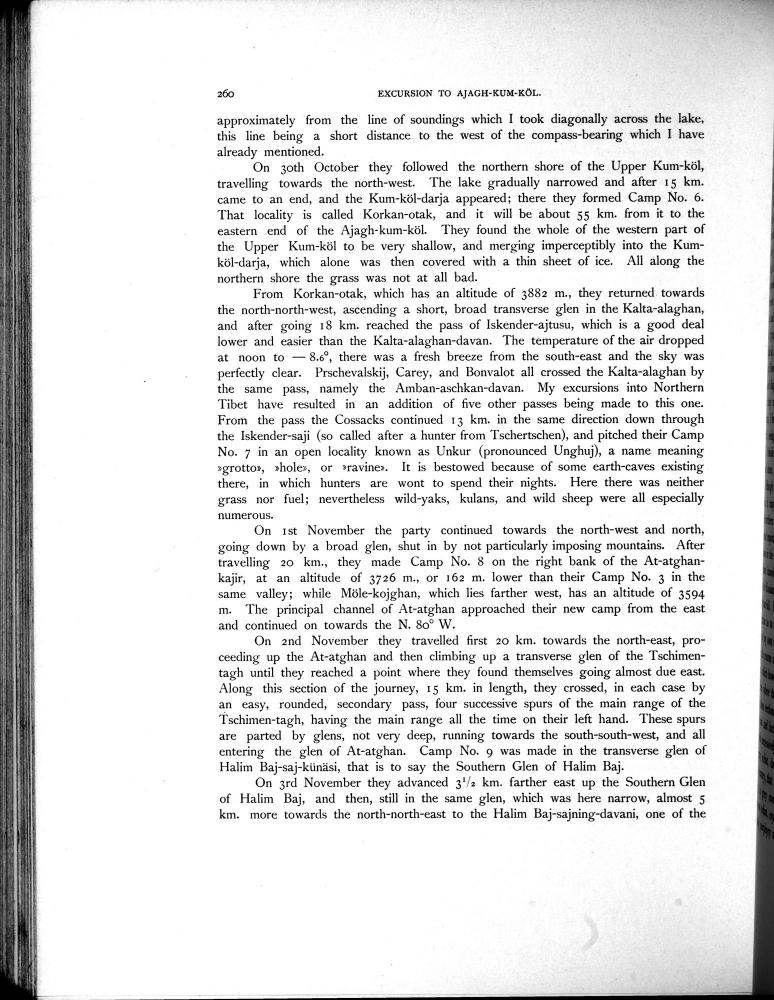 260 EXCURSION TO AJAGH-KUM-KÖL.
approximately from the line of soundings which I took diagonally across the lake,
this line being a short distance to the west of the compass-bearing which I have
already mentioned.
On 30th October they followed the northern shore of the Upper Kum-köl,
travelling towards the north-west. The lake gradually narrowed and after 15 km.
came to an end, and the Kum-köl-darja appeared; there they formed Camp No. 6.
That locality is called Korkan-otak, and it will be about 55 km. from it to the
eastern end of the Ajagh-kum-köl. They found the whole of the western part of
the Upper Kum-köl to be very shallow, and merging imperceptibly into the Kum-
köl-darja, which alone was then covered with a thin sheet of ice. All along the
northern shore the grass was not at all bad.
From Korkan-otak, which has an altitude of 3882 m., they returned towards
the north-north-west, ascending a short, broad transverse glen in the Kalta-alaghan,
and after going 18 km. reached the pass of Iskender-ajtusu, which is a good deal
lower and easier than the Kalta-alaghan-davan. The temperature of the air dropped
at noon to — 8.6°, there was a fresh breeze from the south-east and the sky was
perfectly clear. Prschevalskij, Carey, and Bonvalot all crossed the Kalta-alaghan by
the same pass, namely the Amban-aschkan-davan. My excursions into Northern
Tibet have resulted in an addition of five other passes being made to this one.
From the pass the Cossacks continued 13 km. in the same direction down through
the Iskender-saji (so called after a hunter from Tschertschen), and pitched their Camp
No. 7 in an open locality known as Unkur (pronounced Unghuj), a name meaning
»grotto», »hole», or »ravine». It is bestowed because of some earth-caves existing
there, in which hunters are wont to spend their nights. Here there was neither
grass nor fuel; nevertheless wild-yaks, kulans, and wild sheep were all especially
numerous.
On 1st November the party continued towards the north-west and north,
going down by a broad glen, shut in by not particularly imposing mountains. After
travelling 20 km., they made Camp No. 8 on the right bank of the At-atghan-
kajir, at an altitude of 3726 m., or 162 m. lower than their Camp No. 3 in the
same valley; while Möle-kojghan, which lies farther west, has an altitude of 3594
m. The principal channel of At-atghan approached their new camp from the east
and continued on towards the N. 80° W.
On 2nd November they travelled first 20 km. towards the north-east, pro-
ceeding up the At-atghan and then climbing up a transverse glen of the Tschimen-
tagh until they reached a point where they found themselves going almost due east.
Along this section of the journey, 15 km. in length, they crossed, in each case by
an easy, rounded, secondary pass, four successive spurs of the main range of the
Tschimen-tagh, having the main range all the time on their left hand. These spurs
are parted by glens, not very deep, running towards the south-south-west, and all
entering the glen of At-atghan. Camp No. 9 was made in the transverse glen of
Halim Baj-saj-künäsi, that is to say the Southern Glen of Halim Baj.
On 3rd November they advanced 3¹/₂ km. farther east up the Southern Glen
of Halim Baj, and then, still in the same glen, which was here narrow, almost 5
km. more towards the north-north-east to the Halim Baj-sajning-davani, one of the